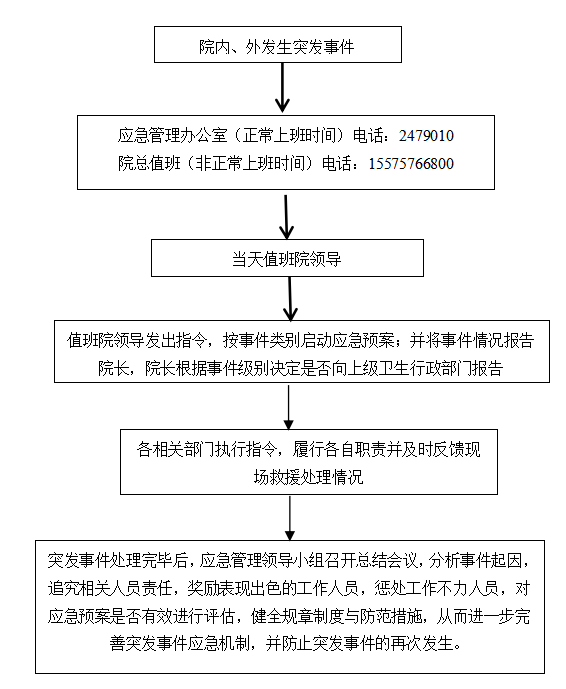 院内、外发生突发事件
应急管理办公室（正常上班时间）电话：2479010
院总值班（非正常上班时间）电话：15575766800
当天值班院领导
值班院领导发出指令，按事件类别启动应急预案；并将事件情况报告
院长，院长根据事件级别决定是否向上级卫生行政部门报告
各相关部门执行指令，履行各自职责并及时反馈现
场救援处理情况
突发事件处理完毕后，应急管理领导小组召开总结会议，分析事件起因，
追究相关人员责任，奖励表现出色的工作人员，惩处工作不力人员，对
应急预案是否有效进行评估，健全规章制度与防范措施，从而进一步完
善突发事件应急机制，并防止突发事件的再次发生。